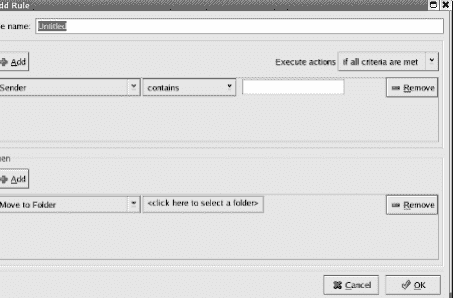 dd Rule
e name: Untitled
Add
Execute actions if all criteria are met
Sender contains Remove
en
Add
Move to Folder <click here to select a folder> Remove
Cancel OK